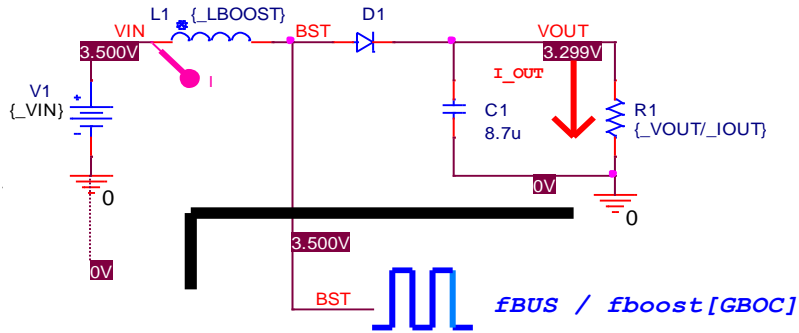 L1 {_LBOOST}
VIN
BST
D1
VOUT
3.500V
3.299V
I
I_OUT
V1
{_VIN}
+
-
C1
8.7u
R1
{_VOUT/_IOUT}
0
0V
0
3.500V
0V
BST
fBUS / fboost[GBOC]